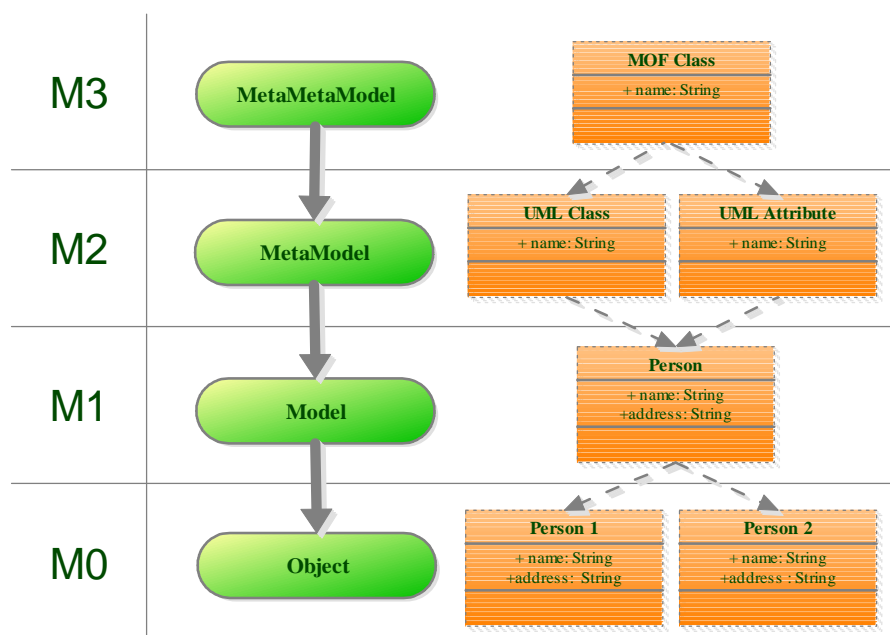 M3
MetaMetaModel
MOF Class
+ name: String
M2
MetaModel
UML Class
+ name: String
UML Attribute
+ name: String
M1
Model
Person
+ name: String
+address: String
M0
Object
Person 1
+ name: String
+address : String
Person 2
+ name: String
+address : String